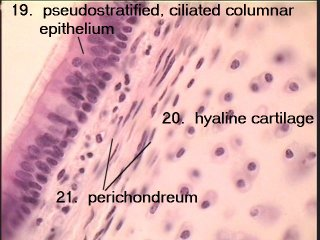 19. pseudostratified, ciliated columnar
epithelium
20. hyaline cartilage
21. perichondreum